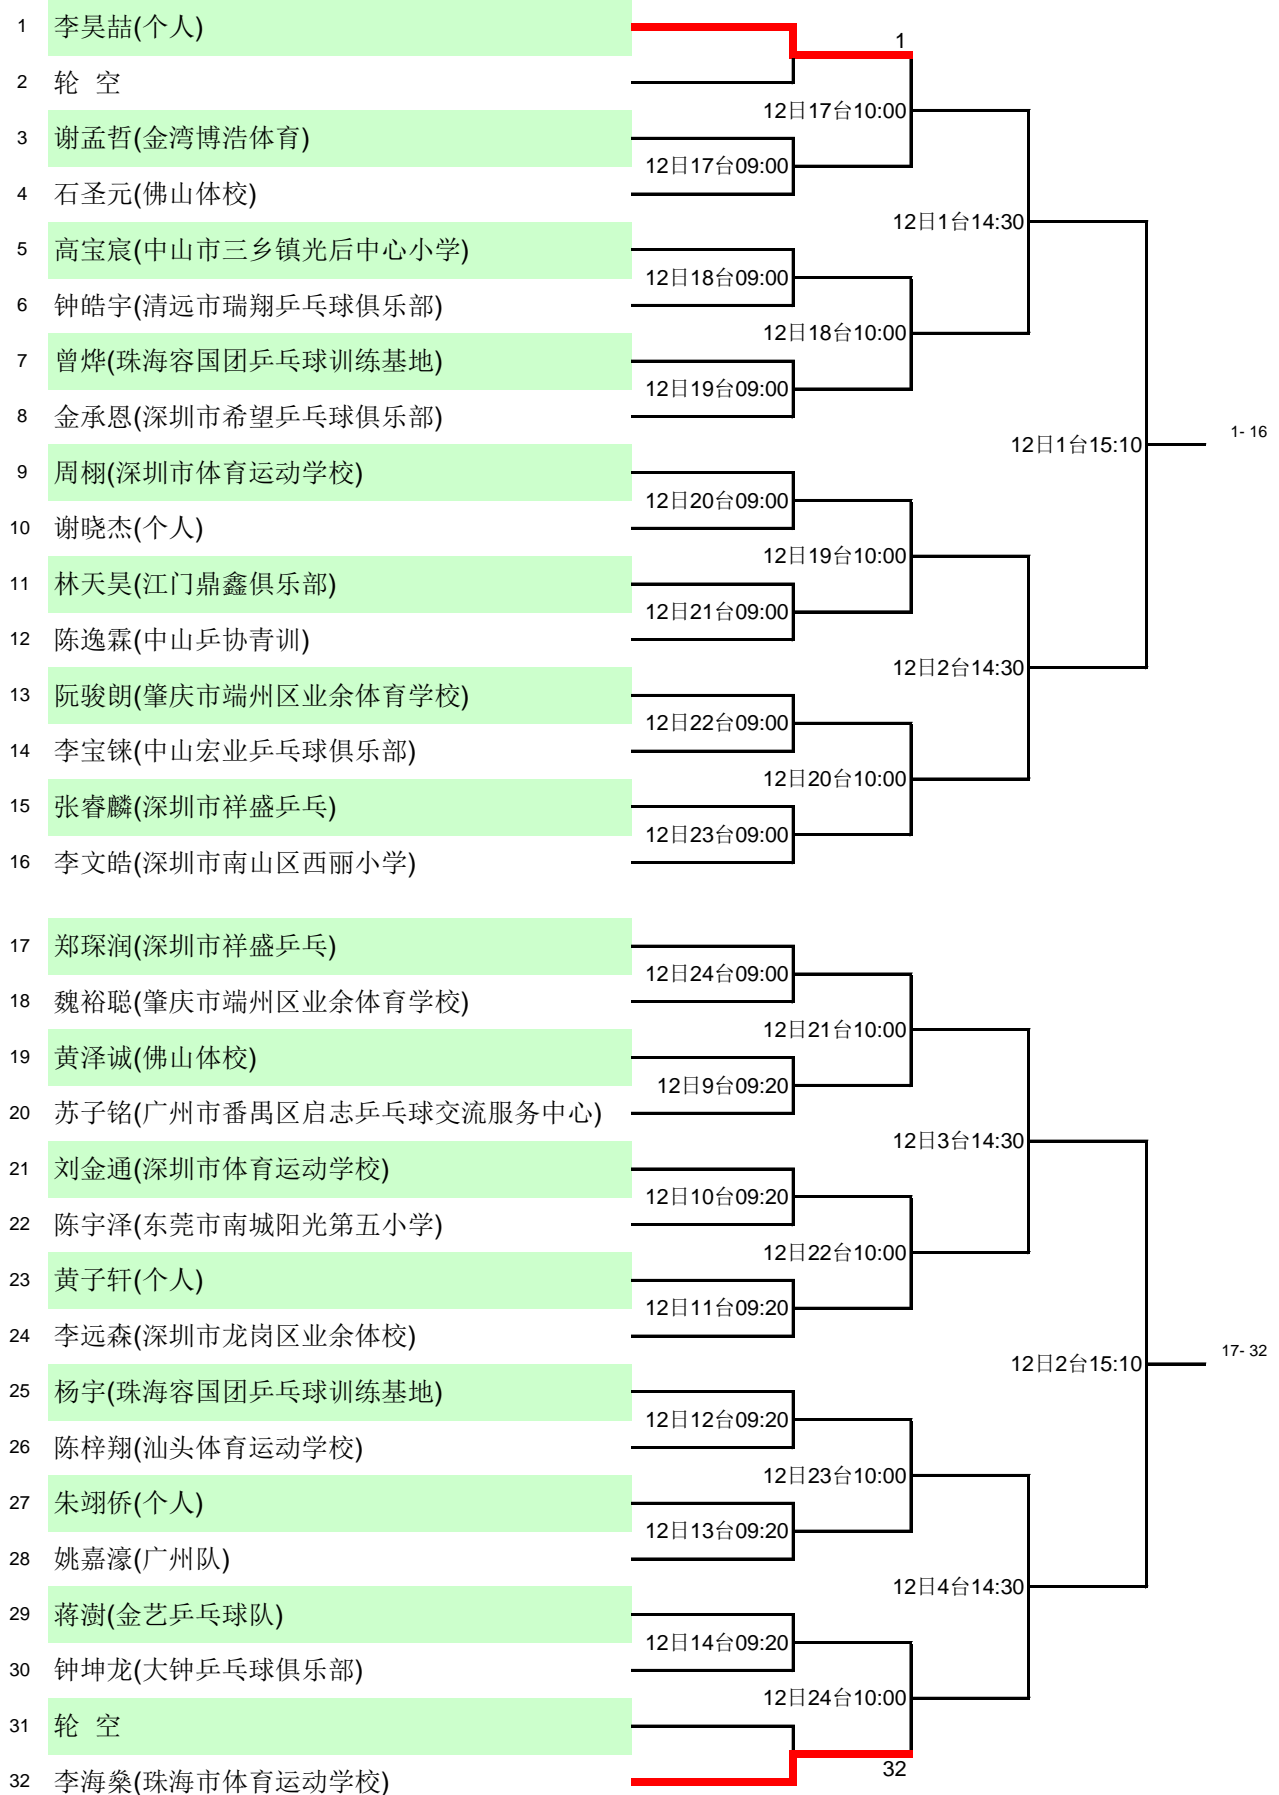 1 李昊喆(个人)
1
2 轮 空
12日17台10:00
3 谢孟哲(金湾博浩体育)
12日17台09:00
4 石圣元(佛山体校)
12日1台14:30
5 高宝宸(中山市三乡镇光后中心小学)
12日18台09:00
6 钟皓宇(清远市瑞翔乒乓球俱乐部)
12日18台10:00
7 曾烨(珠海容国团乒乓球训练基地)
12日19台09:00
8 金承恩(深圳市希望乒乓球俱乐部)
12日1台15:10
1- 16
9 周栩(深圳市体育运动学校)
12日20台09:00
10 谢晓杰(个人)
12日19台10:00
11 林天昊(江门鼎鑫俱乐部)
12日21台09:00
12 陈逸霖(中山乒协青训)
12日2台14:30
13 阮骏朗(肇庆市端州区业余体育学校)
12日22台09:00
14 李宝铼(中山宏业乒乓球俱乐部)
12日20台10:00
15 张睿麟(深圳市祥盛乒乓)
12日23台09:00
16 李文皓(深圳市南山区西丽小学)
17 郑琛润(深圳市祥盛乒乓)
12日24台09:00
18 魏裕聪(肇庆市端州区业余体育学校)
12日21台10:00
19 黄泽诚(佛山体校)
12日9台09:20
20 苏子铭(广州市番禺区启志乒乓球交流服务中心)
12日3台14:30
21 刘金通(深圳市体育运动学校)
12日10台09:20
22 陈宇泽(东莞市南城阳光第五小学)
12日22台10:00
23 黄子轩(个人)
12日11台09:20
24 李远森(深圳市龙岗区业余体校)
12日2台15:10
17- 32
25 杨宇(珠海容国团乒乓球训练基地)
12日12台09:20
26 陈梓翔(汕头体育运动学校)
12日23台10:00
27 朱翊侨(个人)
12日13台09:20
28 姚嘉濠(广州队)
12日4台14:30
29 蒋澍(金艺乒乓球队)
12日14台09:20
30 钟坤龙(大钟乒乓球俱乐部)
12日24台10:00
31 轮 空
32
32 李海燊(珠海市体育运动学校)